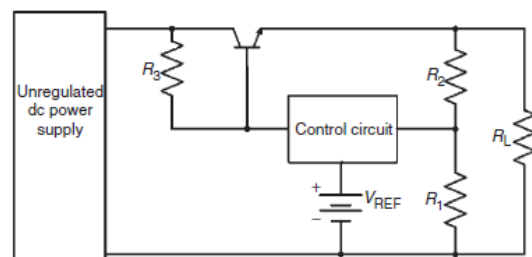 Unregulated
dc power
supply
R3
Control circuit
R2
RL
+
−
VREF
R1